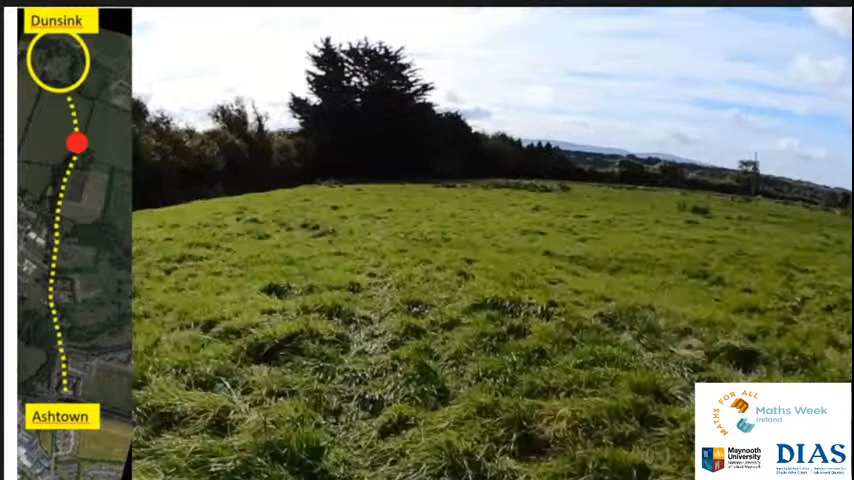 Dunsink
Ashtown
MATHS FOR ALL
Maths Week
Ireland
Maynooth
University
DIAS